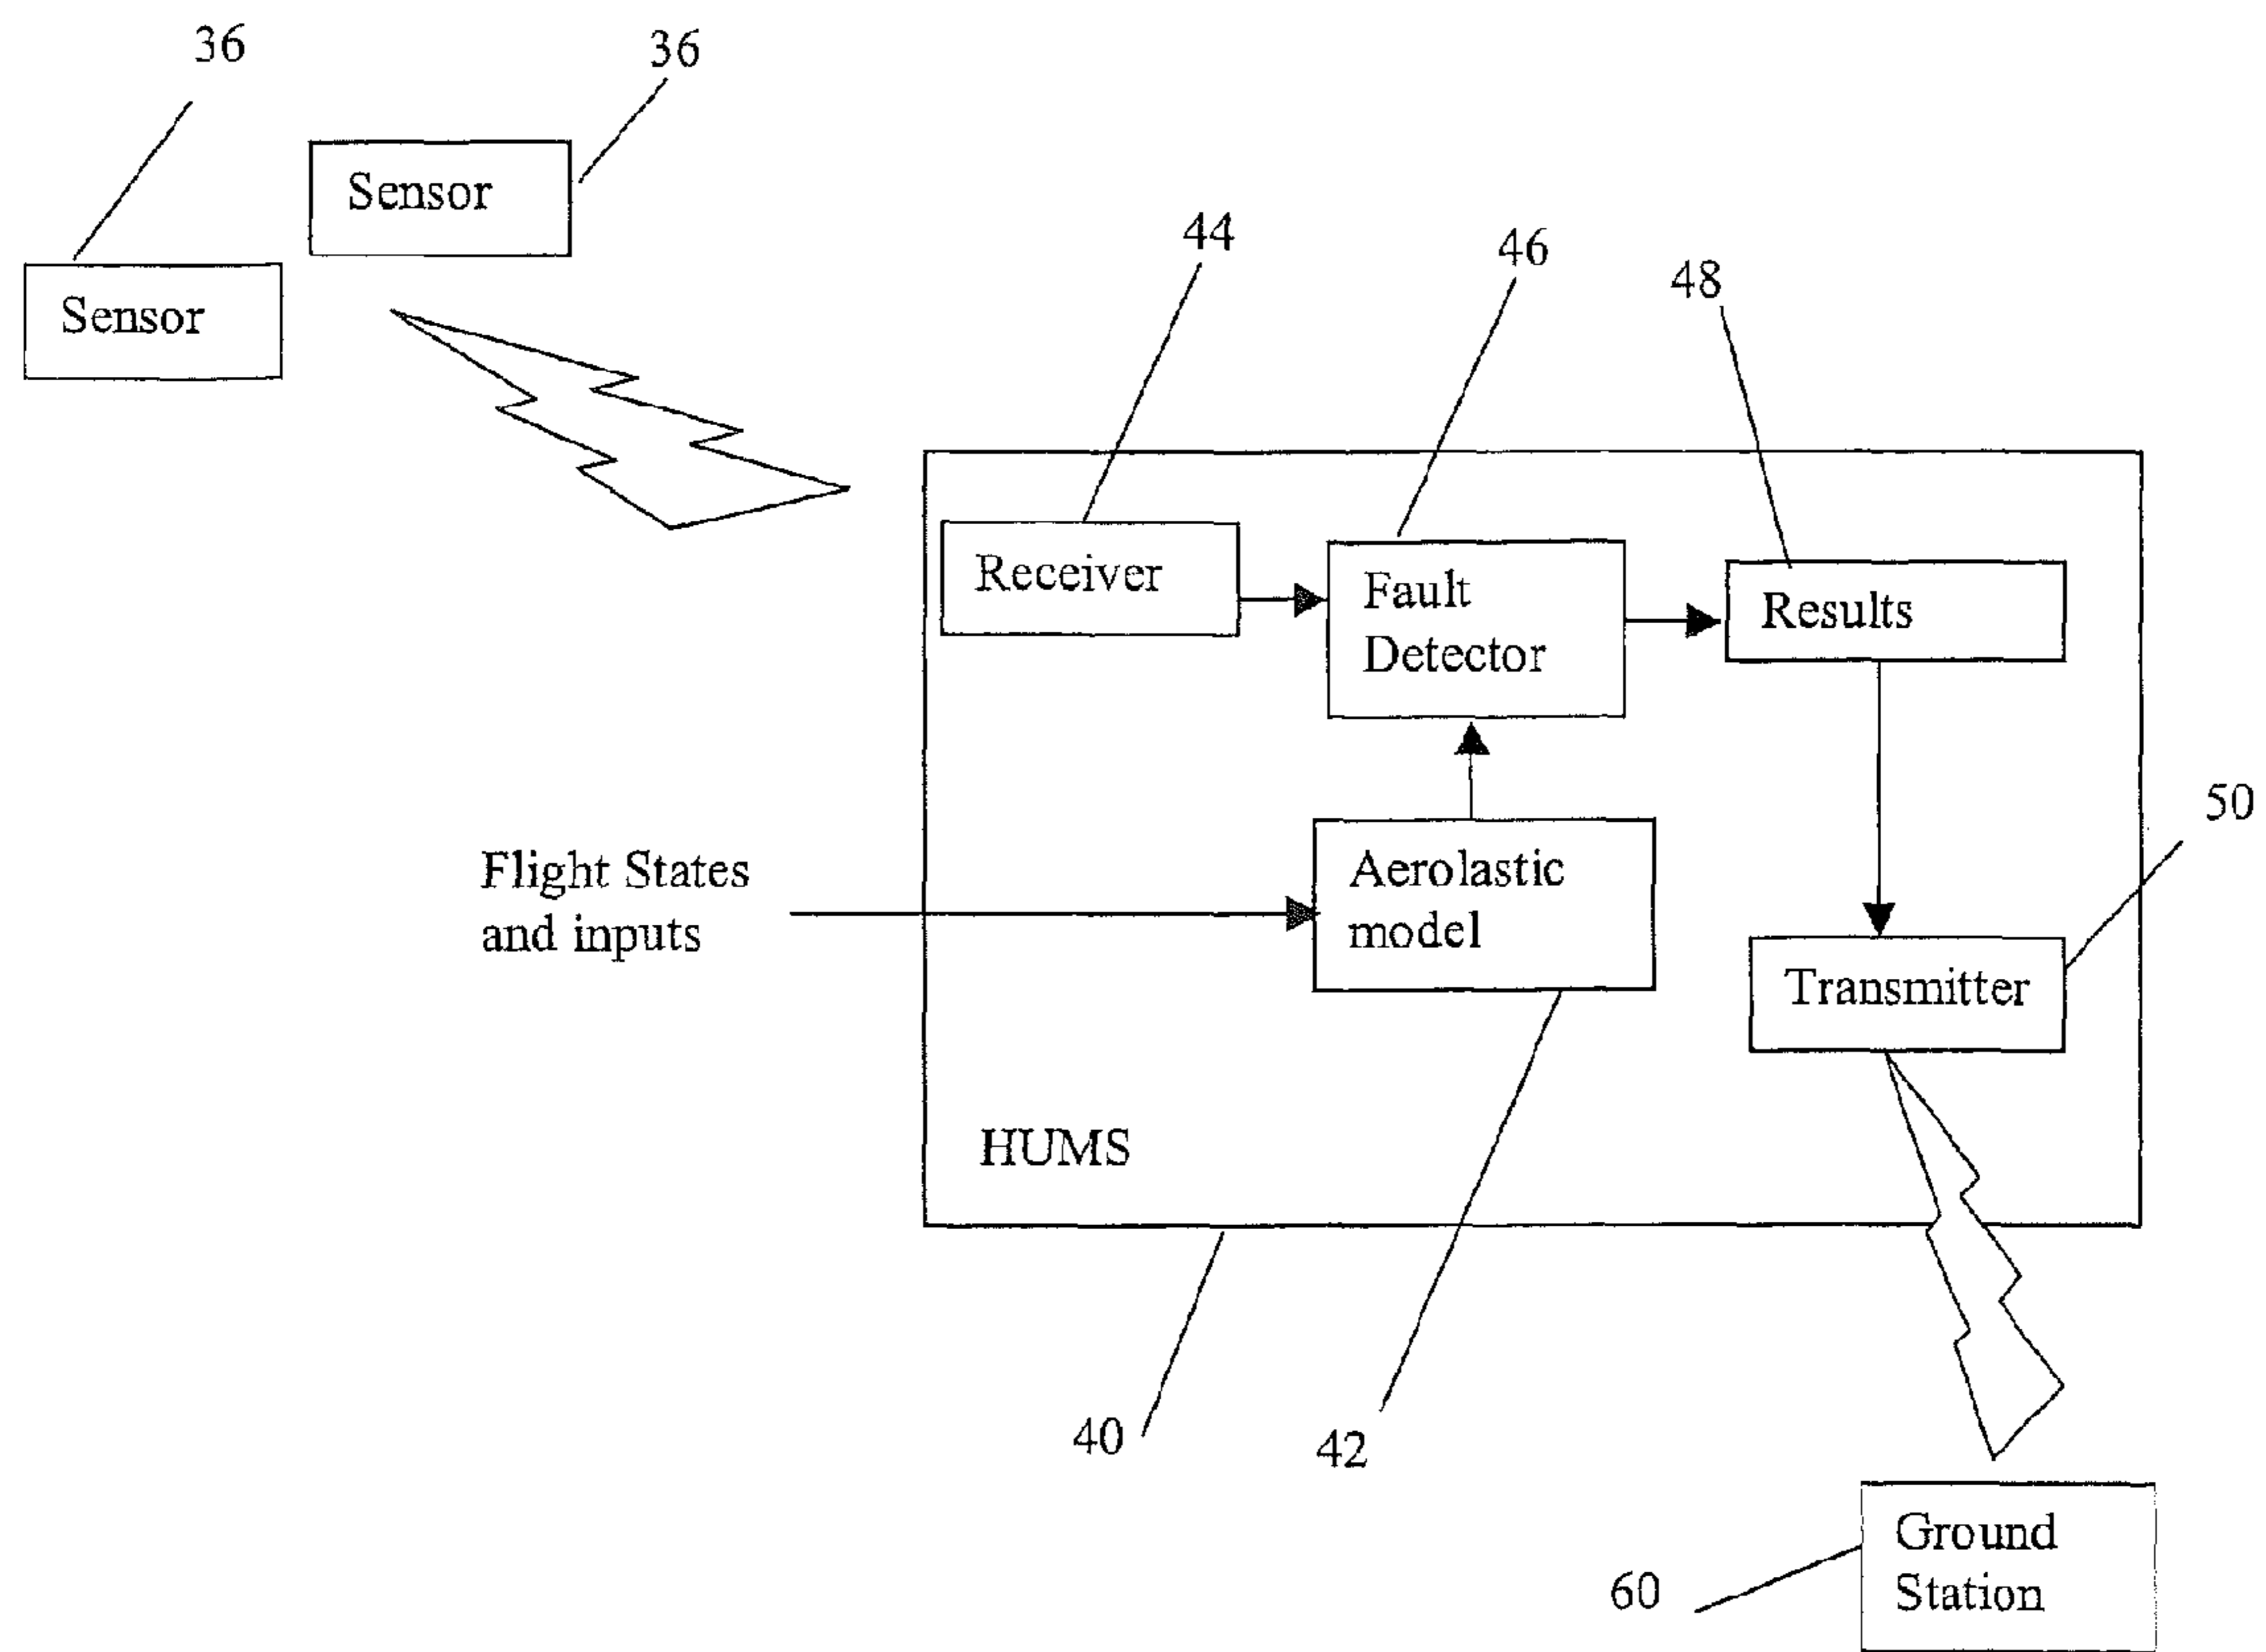 36
36
Sensor
Sensor
44
46
48
Receiver
Fault
Detector
Results
50
Flight States
and inputs
Aerolastic
model
Transmitter
HUMS
40
42
60
Ground
Station